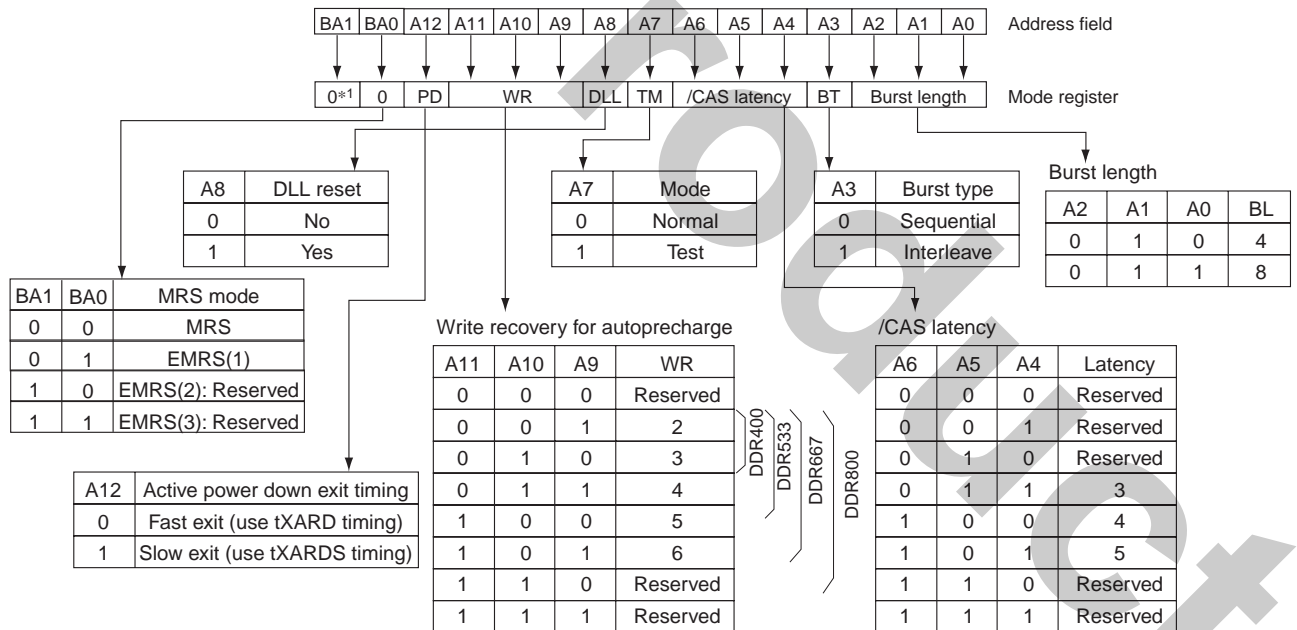 BA1 BA0 A12 A11 A10 A9 A8 A7 A6 A5 A4 A3 A2 A1 A0 Address field
0*1 0 PD WR DLL TM /CAS latency BT Burst length Mode register
A8 DLL reset
0 No
1 Yes
A7 Mode
0 Normal
1 Test
A3 Burst type
0 Sequential
1 Interleave
Burst length
A2 A1 A0 BL
0 1 0 4
0 1 1 8
BA1 BA0 MRS mode
0 0 MRS
0 1 EMRS(1)
1 0 EMRS(2): Reserved
1 1 EMRS(3): Reserved
A12 Active power down exit timing
0 Fast exit (use tXARD timing)
1 Slow exit (use tXARDS timing)
Write recovery for autoprecharge
A11 A10 A9 WR
0 0 0 Reserved
0 0 1 2
0 1 0 3
0 1 1 4
1 0 0 5
1 0 1 6
1 1 0 Reserved
1 1 1 Reserved
DDR400
DDR533
DDR667
DDR800
/CAS latency
A6 A5 A4 Latency
0 0 0 Reserved
0 0 1 Reserved
0 1 0 Reserved
0 1 1 3
1 0 0 4
1 0 1 5
1 1 0 Reserved
1 1 1 Reserved
roduct